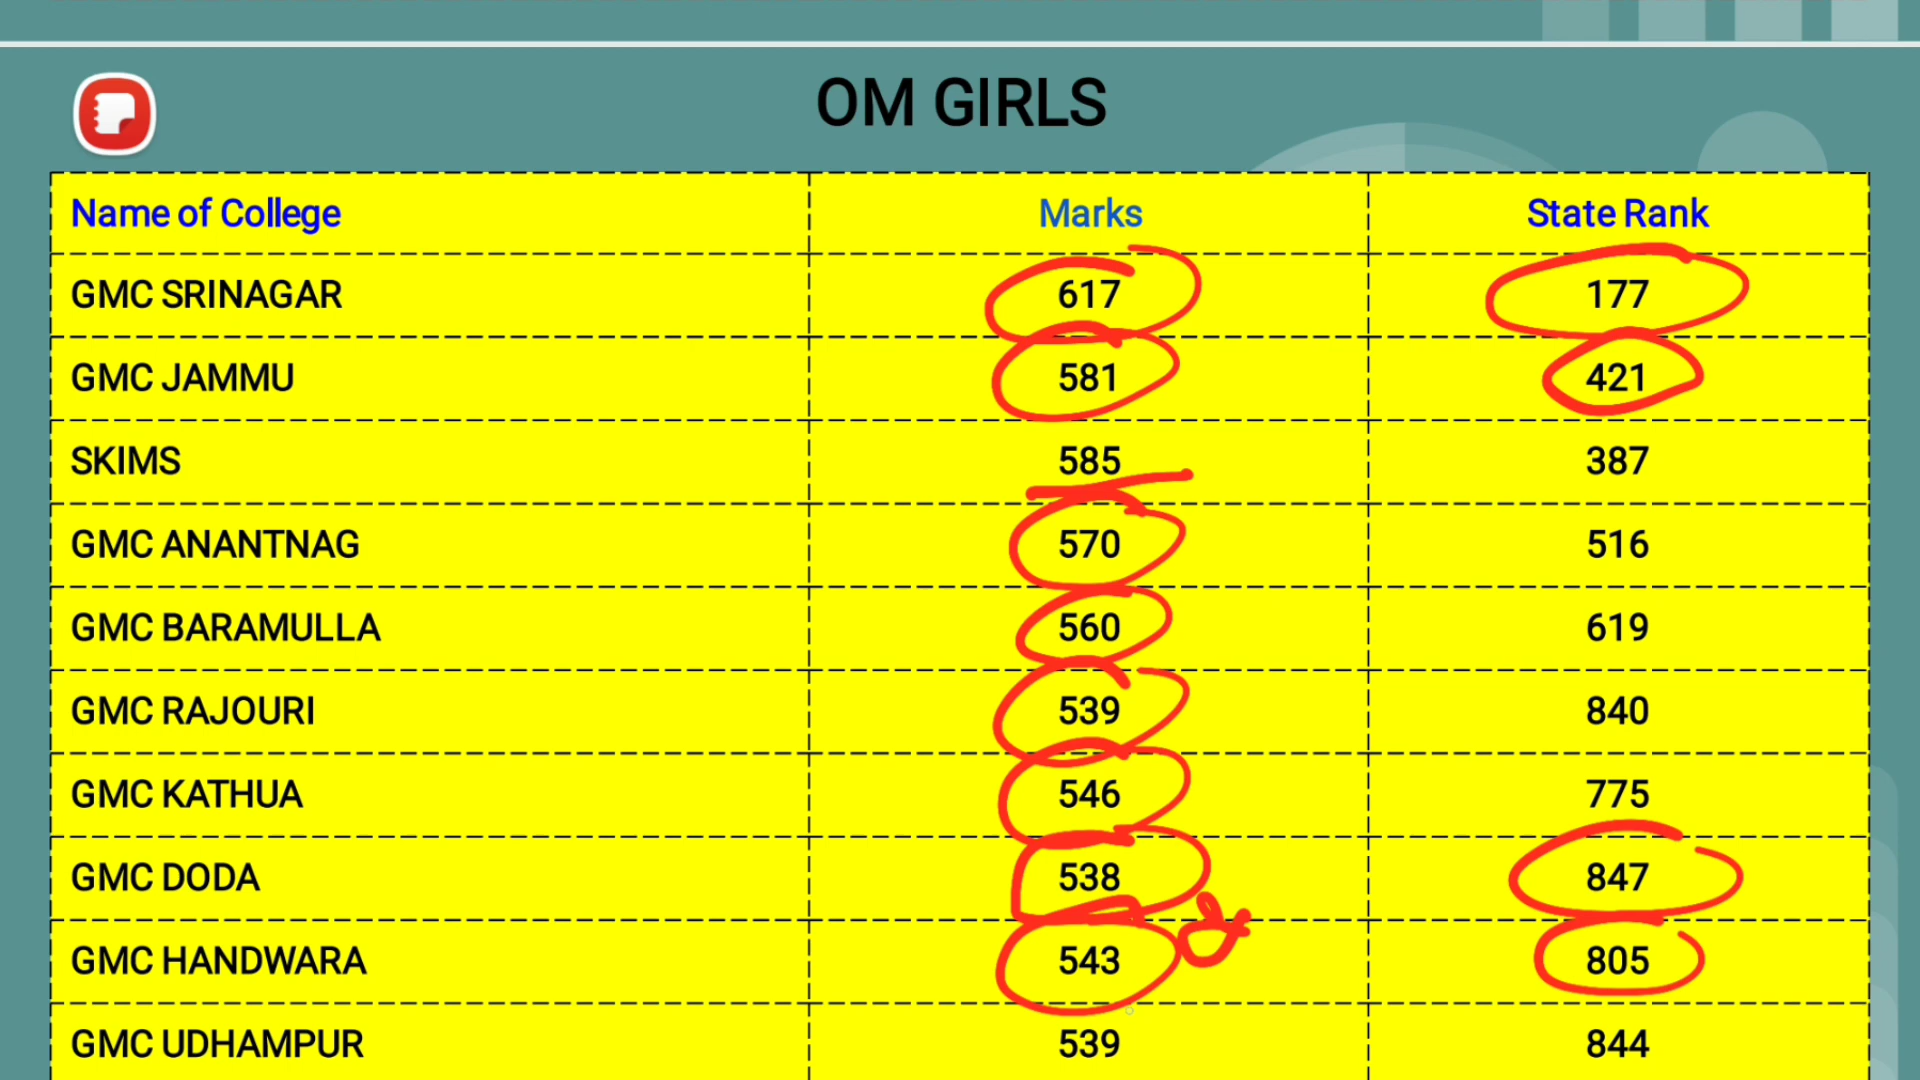 OM GIRLS
Name of College Marks State Rank
GMC SRINAGAR 617 177
GMC JAMMU 581 421
SKIMS 585 387
GMC ANANTNAG 570 516
GMC BARAMULLA 560 619
GMC RAJOURI 539 840
GMC KATHUA 546 775
GMC DODA 538 847
GMC HANDWARA 543 805
GMC UDHAMPUR 539 844